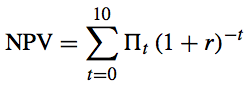 NPV = \sum_{t=0}^{10} \Pi_t (1 + r)^{-t}